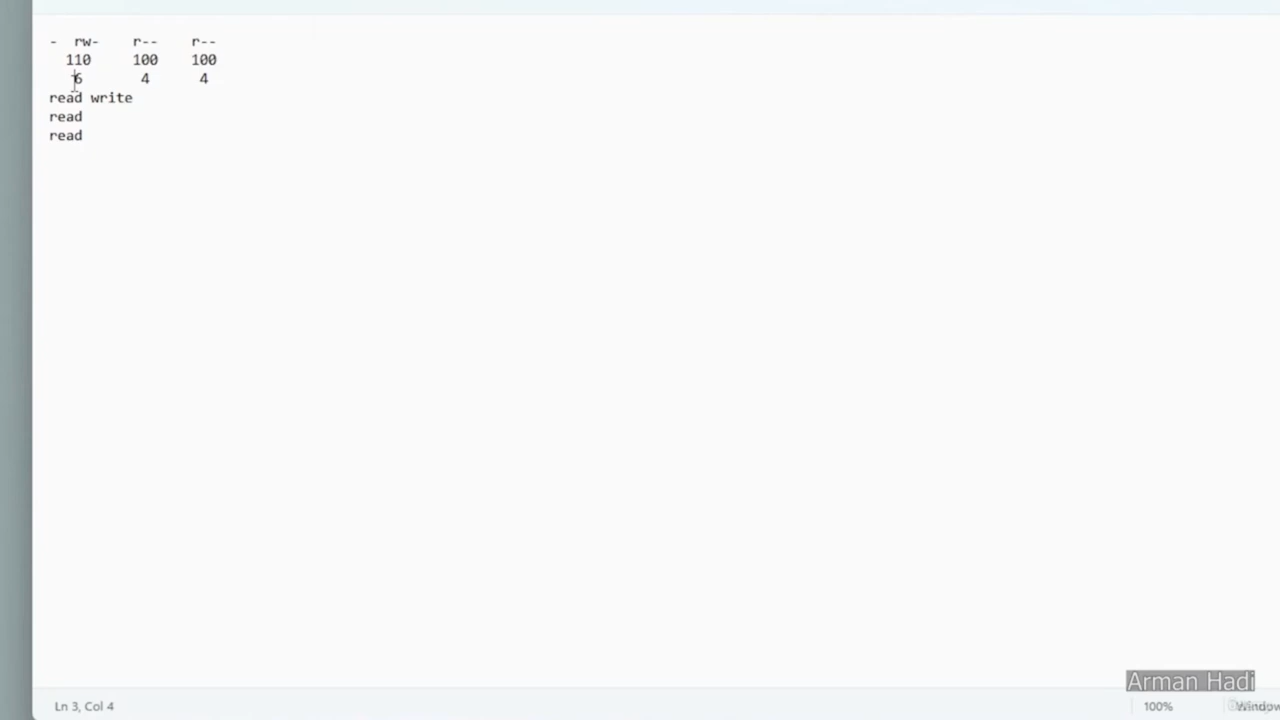 -  rw-    r--    r--
  110     100    100
   6       4      4
read write
read
read
Arman Hadi
Ln 3, Col 4
100%